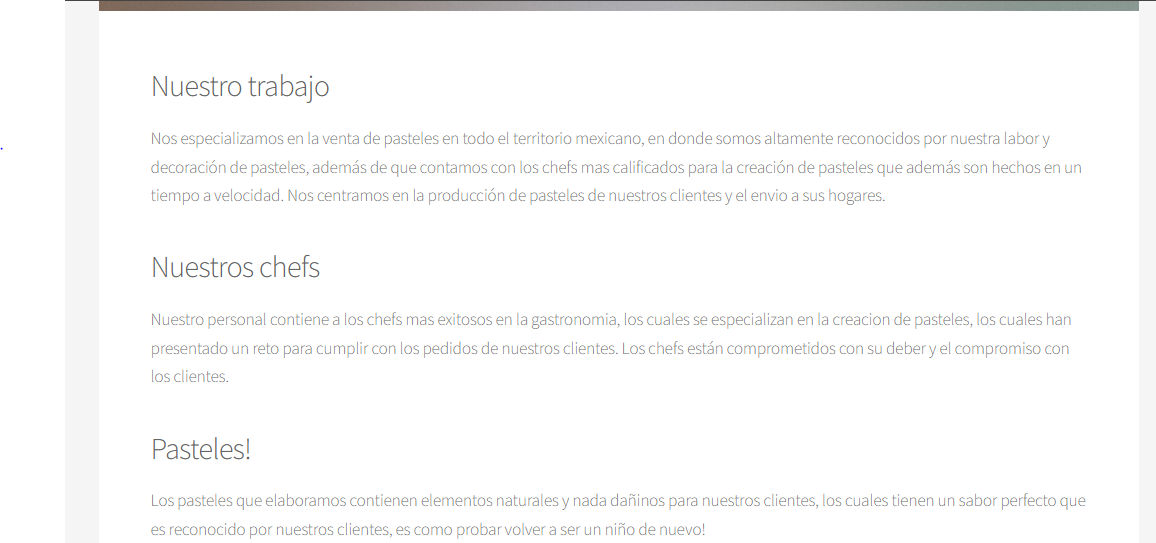 Nuestro trabajo
Nos especializamos en la venta de pasteles en todo el territorio mexicano, en donde somos altamente reconocidos por nuestra labor y
decoración de pasteles, además de que contamos con los chefs mas calificados para la creación de pasteles que además son hechos en un
tiempo a velocidad. Nos centramos en la producción de pasteles de nuestros clientes y el envio a sus hogares.
Nuestros chefs
Nuestro personal contiene a los chefs mas exitosos en la gastronomia, los cuales se especializan en la creacion de pasteles, los cuales han
presentado un reto para cumplir con los pedidos de nuestros clientes. Los chefs están comprometidos con su deber y el compromiso con
los clientes.
Pasteles!
Los pasteles que elaboramos contienen elementos naturales y nada dañinos para nuestros clientes, los cuales tienen un sabor perfecto que
es reconocido por nuestros clientes, es como probar volver a ser un niño de nuevo!